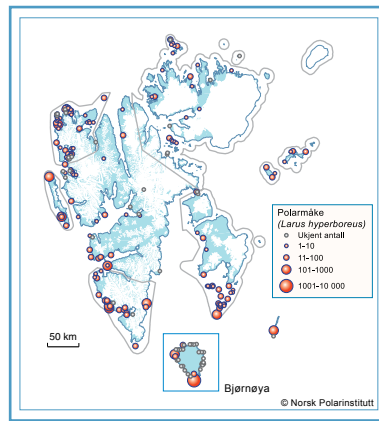 Polarmåke
(Larus hyperboreus)
Ukjent antall
1–10
11–100
101–1000
1001–10 000
50 km
Bjørnøya
© Norsk Polarinstitutt